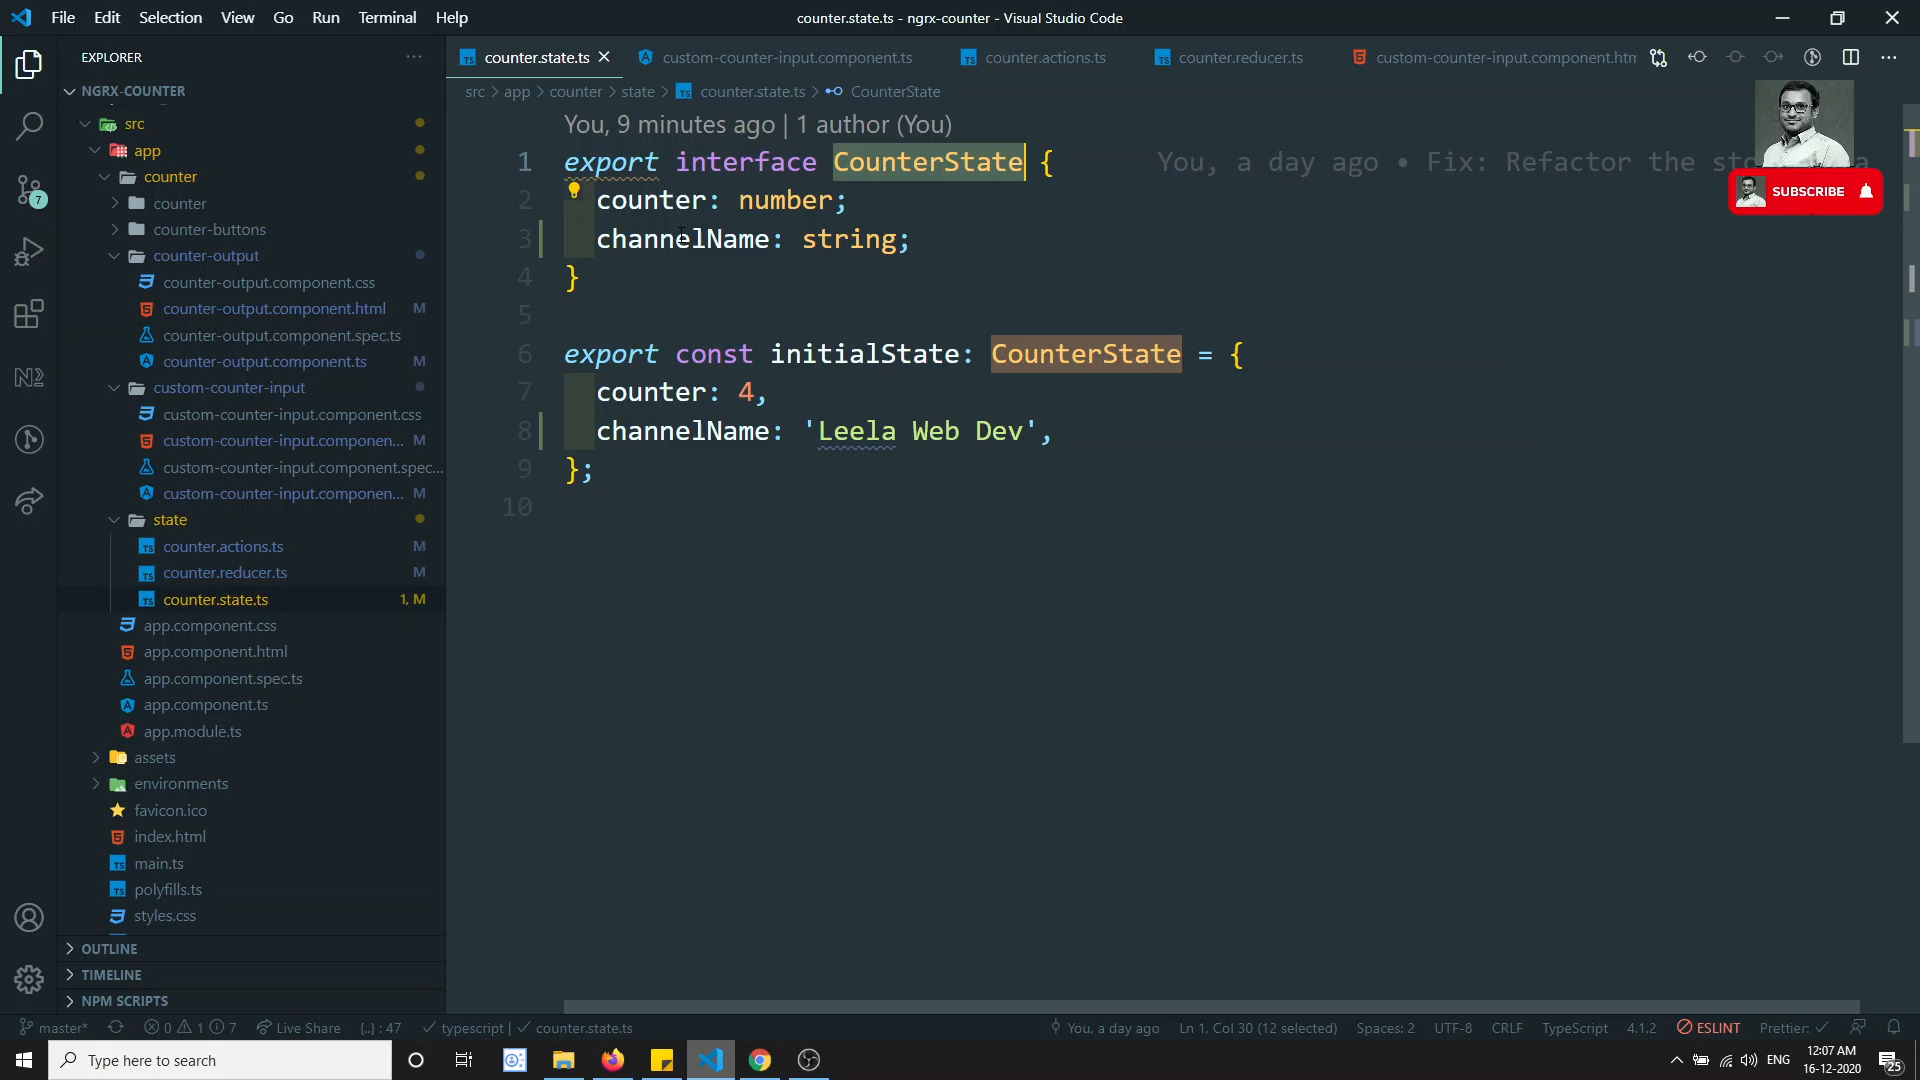 File Edit Selection View Go Run Terminal Help
counter.state.ts - ngrx-counter - Visual Studio Code
EXPLORER
NGRX-COUNTER
src
app
counter
counter
counter-buttons
counter-output
counter-output.component.css
counter-output.component.html M
counter-output.component.spec.ts
counter-output.component.ts M
custom-counter-input
custom-counter-input.component.css
custom-counter-input.componen... M
custom-counter-input.component.spec...
custom-counter-input.componen... M
state
counter.actions.ts M
counter.reducer.ts M
counter.state.ts 1, M
app.component.css
app.component.html
app.component.spec.ts
app.component.ts
app.module.ts
assets
environments
favicon.ico
index.html
main.ts
polyfills.ts
styles.css
OUTLINE
TIMELINE
NPM SCRIPTS
counter.state.ts custom-counter-input.component.ts counter.actions.ts counter.reducer.ts custom-counter-input.component.htm
src > app > counter > state > counter.state.ts > CounterState
You, 9 minutes ago | 1 author (You)
1 export interface CounterState { You, a day ago • Fix: Refactor the sto
2 counter: number;
3 channelName: string;
4 }
5
6 export const initialState: CounterState = {
7 counter: 4,
8 channelName: 'Leela Web Dev',
9 };
10
SUBSCRIBE
7
master* 0 1 7 Live Share {..} : 47 typescript | counter.state.ts You, a day ago Ln 1, Col 30 (12 selected) Spaces: 2 UTF-8 CRLF TypeScript 4.1.2 ESLINT Prettier:
Type here to search
ENG
12:07 AM
16-12-2020
25